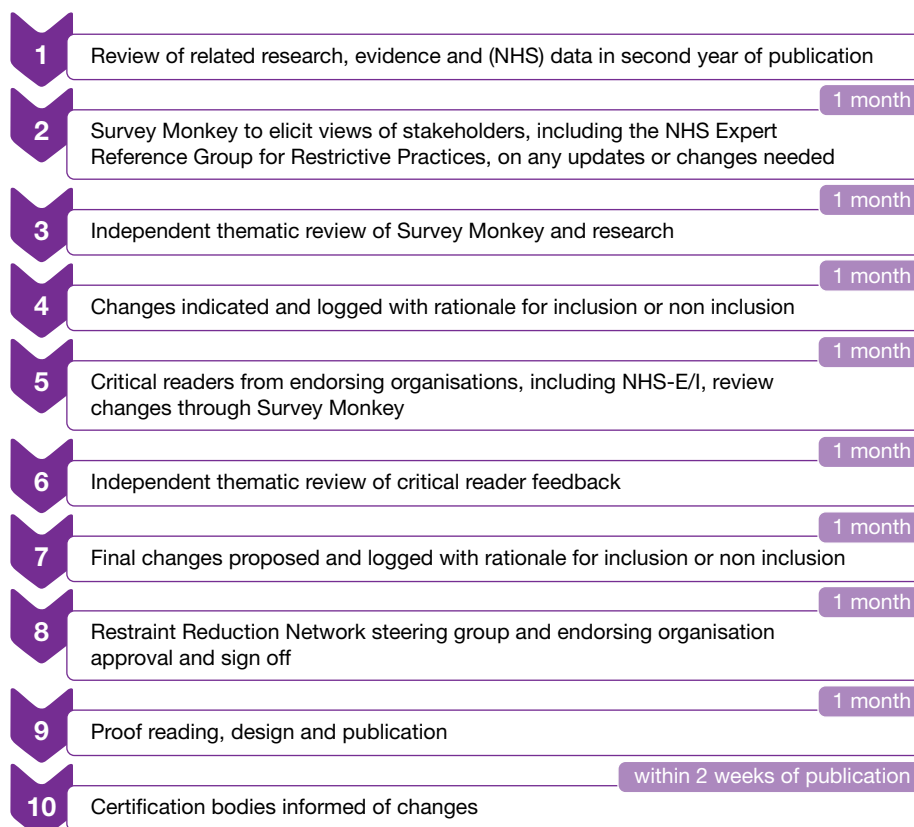 1
Review of related research, evidence and (NHS) data in second year of publication
1 month
2
Survey Monkey to elicit views of stakeholders, including the NHS Expert
Reference Group for Restrictive Practices, on any updates or changes needed
1 month
3
Independent thematic review of Survey Monkey and research
1 month
4
Changes indicated and logged with rationale for inclusion or non inclusion
1 month
5
Critical readers from endorsing organisations, including NHS-E/I, review
changes through Survey Monkey
1 month
6
Independent thematic review of critical reader feedback
1 month
7
Final changes proposed and logged with rationale for inclusion or non inclusion
1 month
8
Restraint Reduction Network steering group and endorsing organisation
approval and sign off
1 month
9
Proof reading, design and publication
within 2 weeks of publication
10
Certification bodies informed of changes